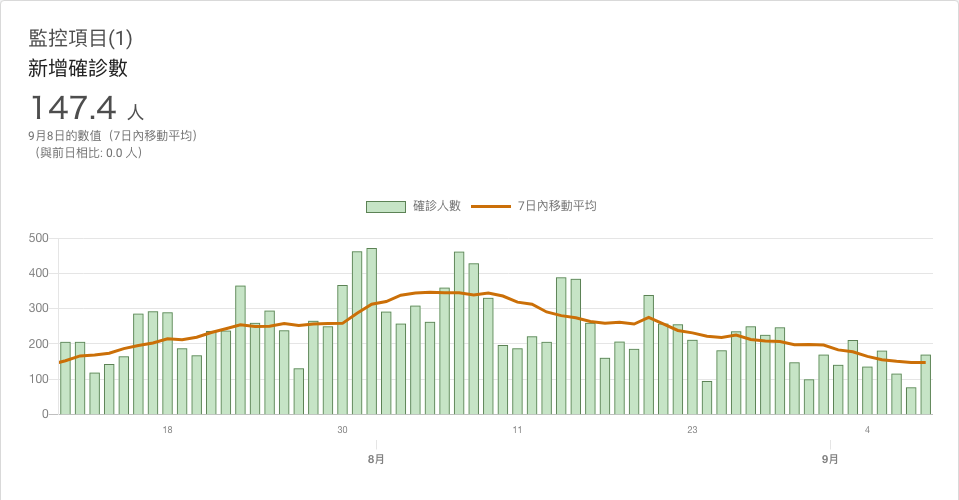 監控項目(1)
新增確診數
147.4 人
9月8日的數值（7日內移動平均）
（與前日相比: 0.0 人）
確診人數 7日內移動平均
500
400
300
200
100
0
18 30 11 23 4
8月 9月